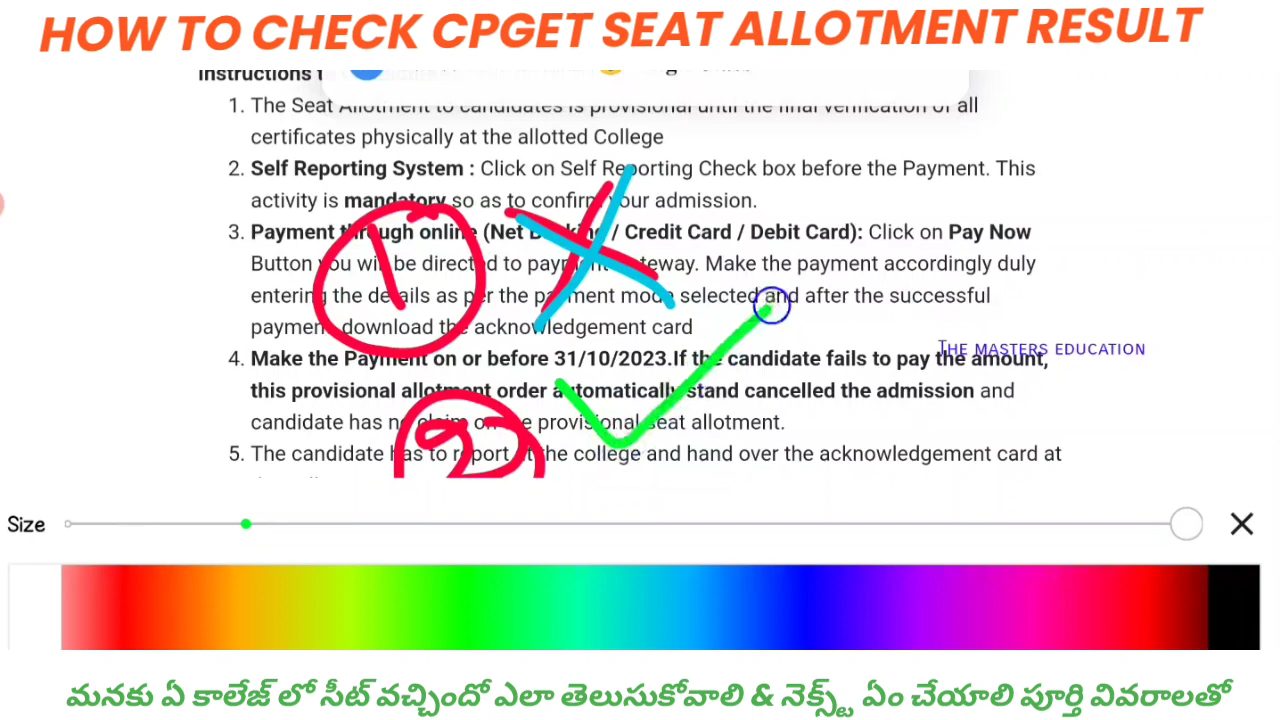 HOW TO CHECK CPGET SEAT ALLOTMENT RESULT
Instructions
1. The Seat Allotment to candidates is provisional until the final verification of all
certificates physically at the allotted College
2. Self Reporting System : Click on Self Reporting Check box before the Payment. This
activity is mandatory so as to confirm your admission.
3. Payment through online (Net Banking / Credit Card / Debit Card): Click on Pay Now
Button you will be directed to payment gateway. Make the payment accordingly duly
entering the details as per the payment mode selected and after the successful
payment download the acknowledgement card
THE MASTERS EDUCATION
4. Make the Payment on or before 31/10/2023.If the candidate fails to pay the amount,
this provisional allotment order automatically stand cancelled the admission and
candidate has no claim on the provisional seat allotment.
5. The candidate has to report at the college and hand over the acknowledgement card at
1
2
Size
మనకు ఏ కాలేజ్ లో సీట్ వచ్చిందో ఎలా తెలుసుకోవాలి & నెక్స్ట్ ఏం చేయాలి పూర్తి వివరాలతో